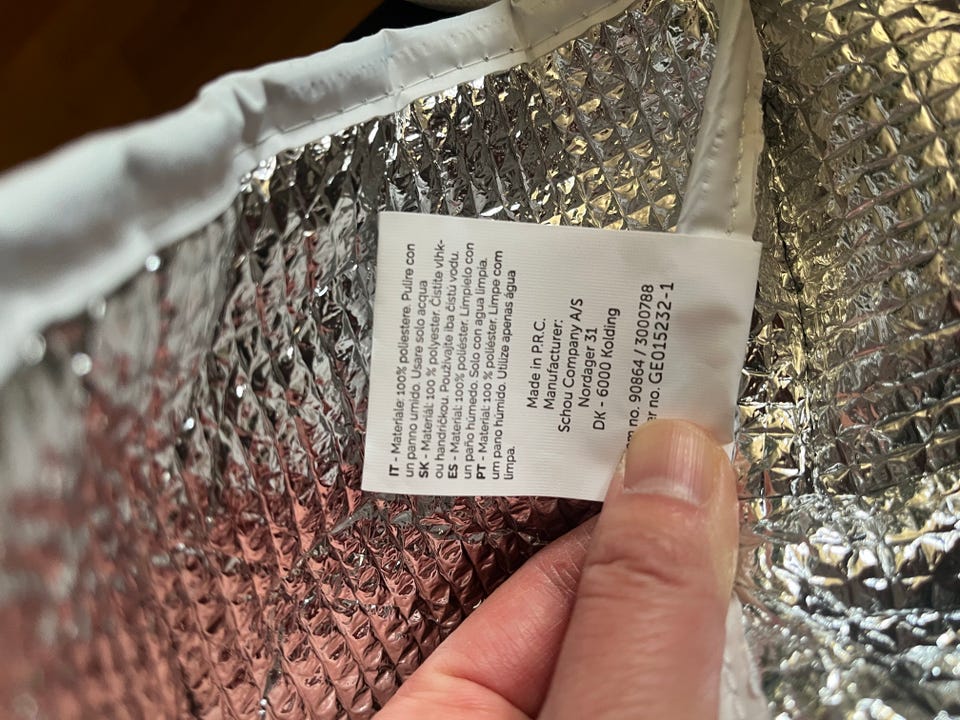 IT - Materiale: 100% poliestere. Pulire con
un panno umido. Usare solo acqua
SK - Materiál: 100 % polyester. Čistite vlhk-
ou handričkou. Používajte iba čistú vodu.
ES - Material: 100% poliéster. Límpielo con
un paño húmedo. Solo con agua limpia.
PT - Material: 100 % poliéster. Limpe com
um pano húmido. Utilize apenas água
limpa.
Made in P.R.C.
Manufacturer:
Schou Company A/S
Nordager 31
DK - 6000 Kolding
no. 90864 / 3000788
no. GE015232-1